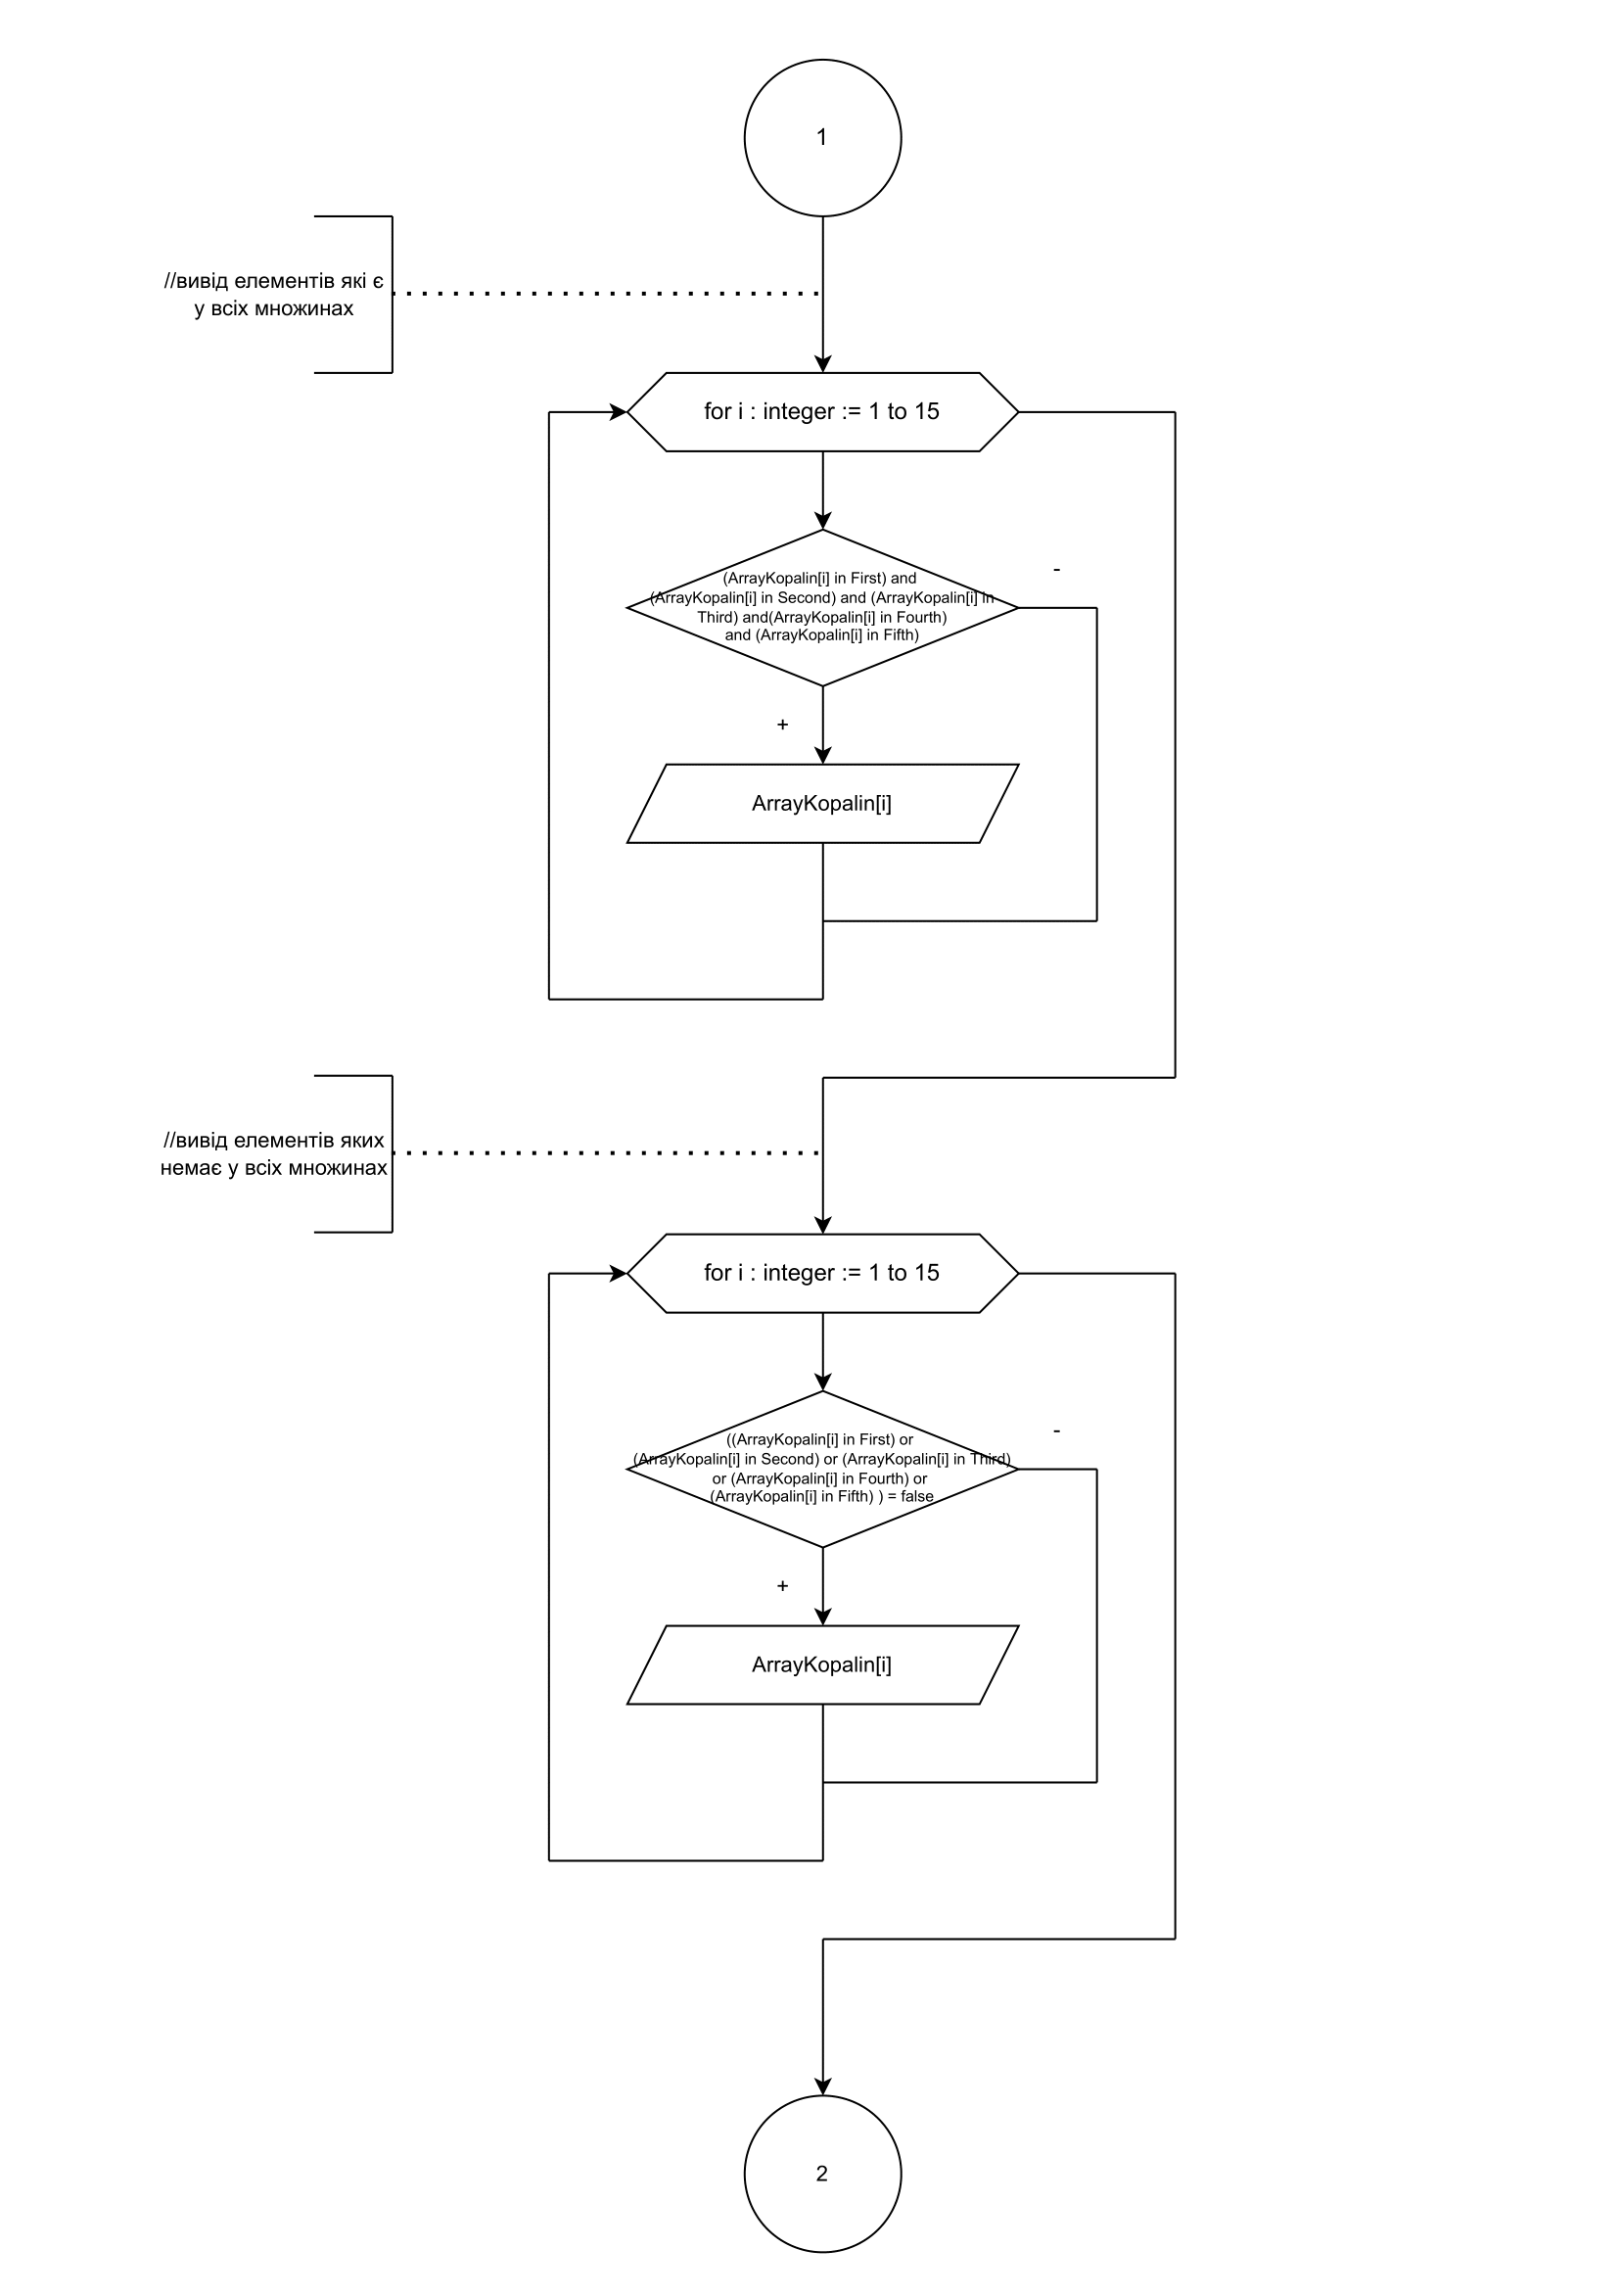 1
//вивід елементів які є
у всіх множинах
for i : integer := 1 to 15
(ArrayKopalin[i] in First) and
(ArrayKopalin[i] in Second) and (ArrayKopalin[i] in
Third) and(ArrayKopalin[i] in Fourth)
and (ArrayKopalin[i] in Fifth)
-
+
ArrayKopalin[i]
//вивід елементів яких
немає у всіх множинах
for i : integer := 1 to 15
((ArrayKopalin[i] in First) or
(ArrayKopalin[i] in Second) or (ArrayKopalin[i] in Third)
or (ArrayKopalin[i] in Fourth) or
(ArrayKopalin[i] in Fifth) ) = false
-
+
ArrayKopalin[i]
2